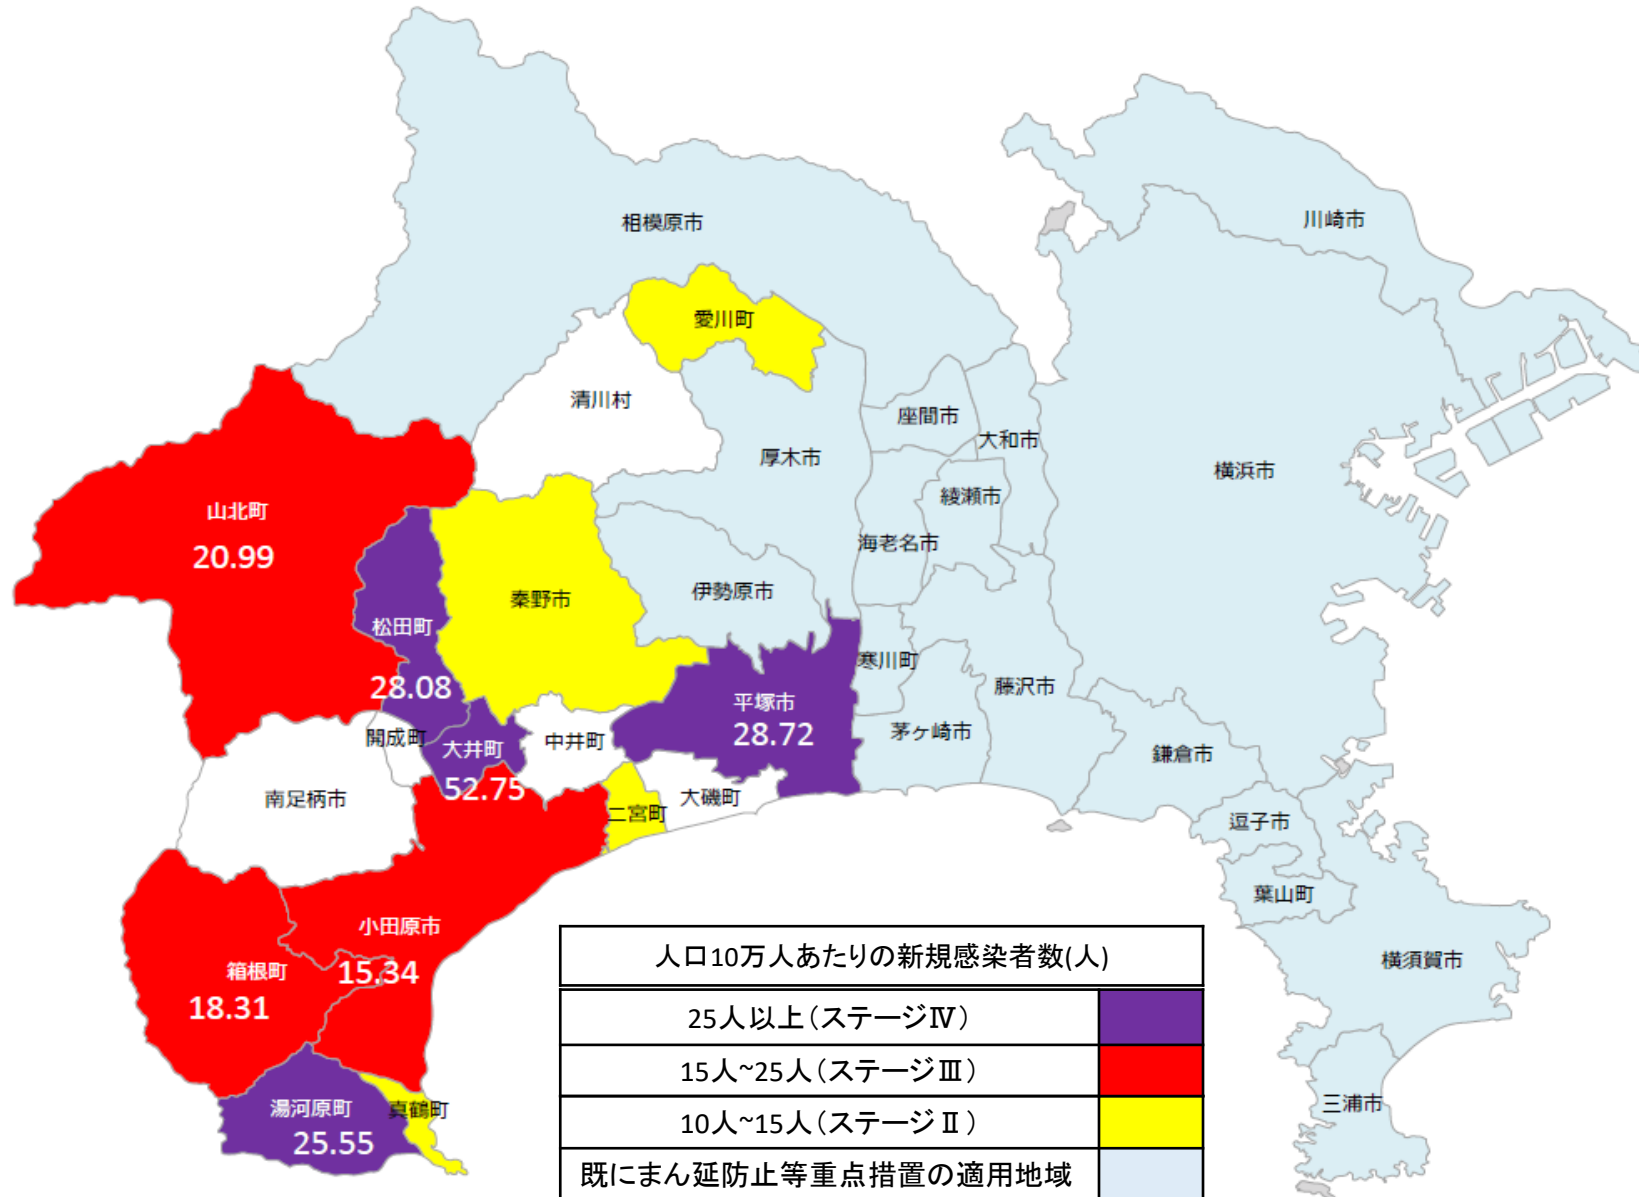 相模原市
川崎市
愛川町
清川村
座間市
大和市
厚木市
横浜市
綾瀬市
山北町
20.99
海老名市
伊勢原市
秦野市
松田町
28.08
寒川町
藤沢市
平塚市
28.72
茅ヶ崎市
開成町
大井町
52.75
中井町
鎌倉市
南足柄市
大磯町
二宮町
逗子市
葉山町
小田原市
15.34
箱根町
18.31
横須賀市
三浦市
湯河原町
25.55
真鶴町
人口10万人あたりの新規感染者数(人)
25人以上(ステージⅣ)
15人~25人(ステージⅢ)
10人~15人(ステージⅡ)
既にまん延防止等重点措置の適用地域